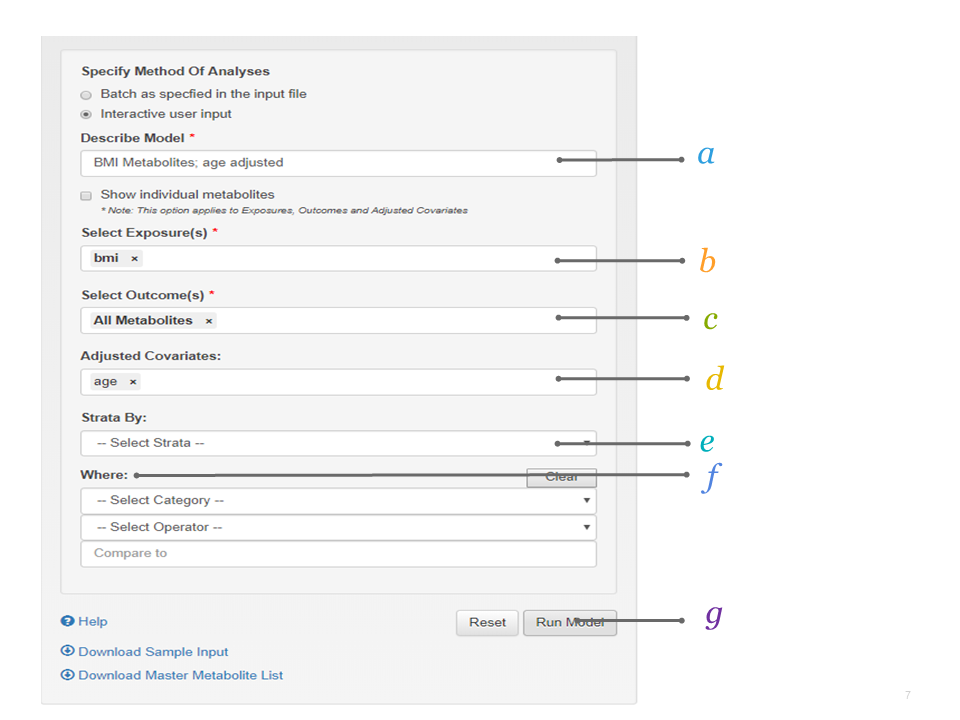 Specify Method Of Analyses
Batch as specfied in the input file
Interactive user input
Describe Model *
BMI Metabolites; age adjusted
a
Show individual metabolites
* Note: This option applies to Exposures, Outcomes and Adjusted Covariates
Select Exposure(s) *
bmi ×
b
Select Outcome(s) *
All Metabolites ×
c
Adjusted Covariates:
age ×
d
Strata By:
-- Select Strata --
e
Where:
Clear
f
-- Select Category --
-- Select Operator --
Compare to
Help
Reset
Run Model
g
Download Sample Input
Download Master Metabolite List
7